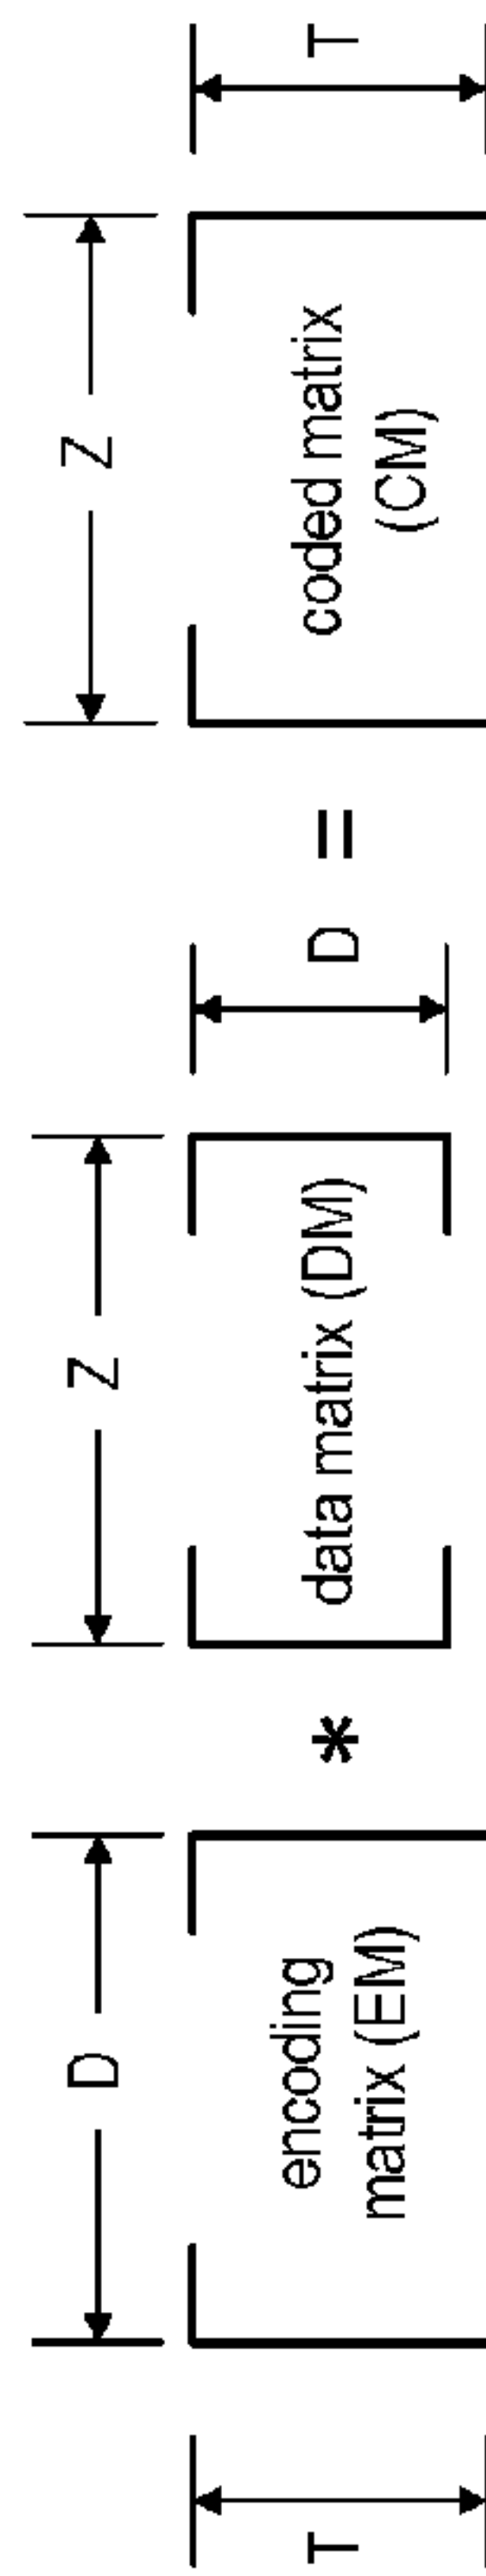 T
D
encoding
matrix (EM)
*
Z
data matrix (DM)
D
=
Z
coded matrix
(CM)
T